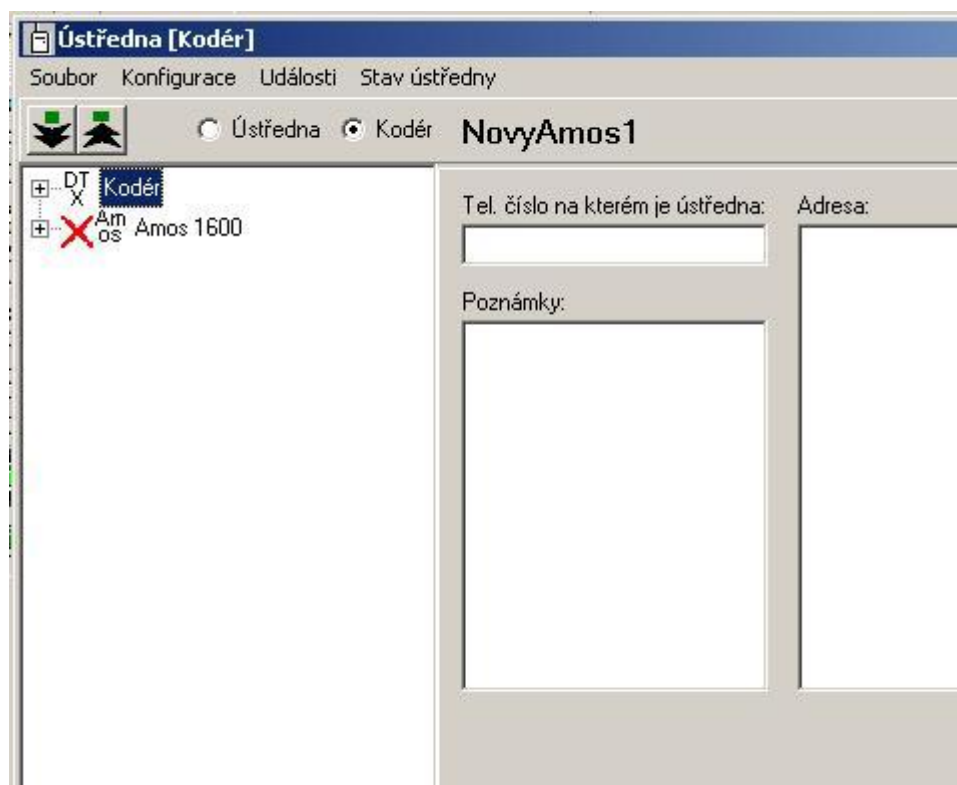 Ústředna [Kodér]
Soubor Konfigurace Události Stav ústředny
Ústředna Kodér NovyAmos1
DT
X Kodér
Am
os Amos 1600
Tel. číslo na kterém je ústředna: Adresa:
Poznámky: